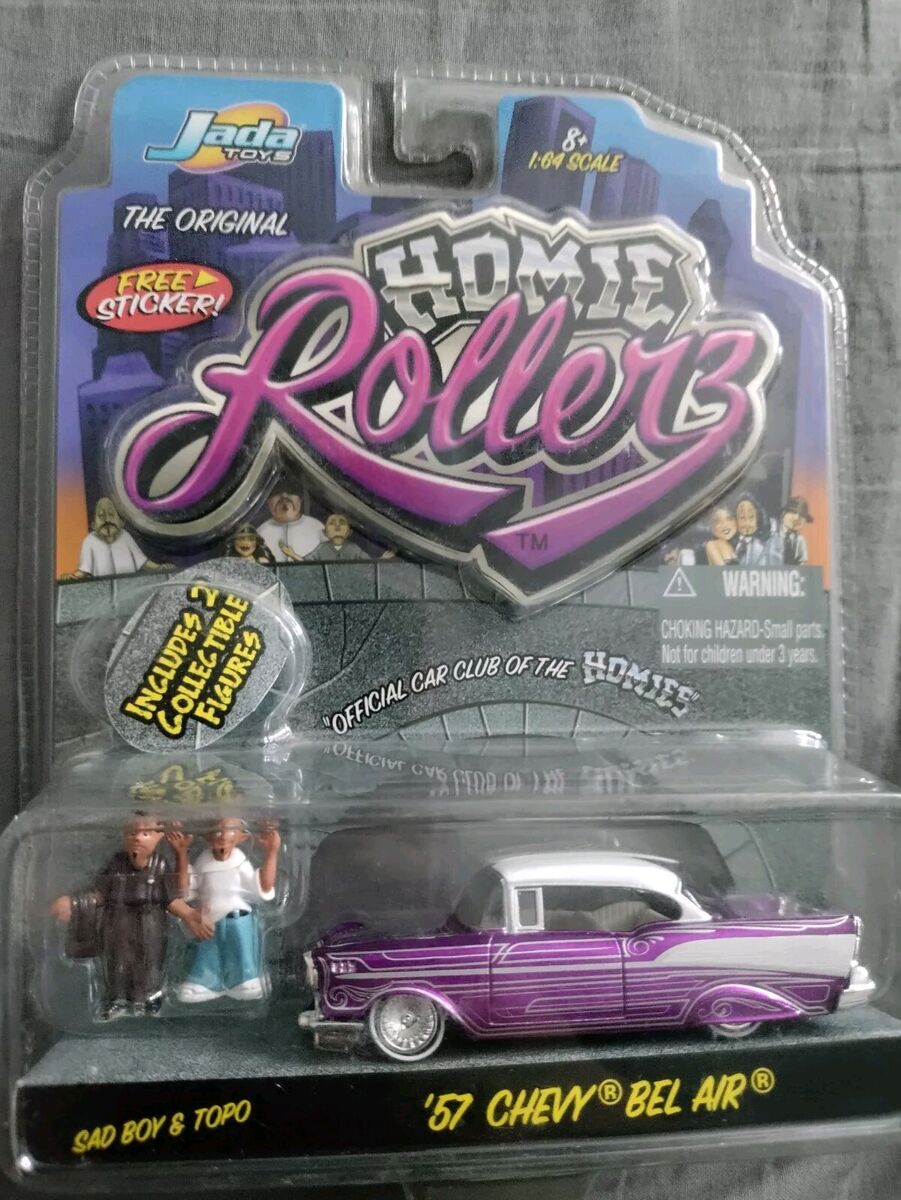 Jada
TOYS
8+
1:64 SCALE
THE ORIGINAL
FREE
STICKER!
HOMIE
Rollerz
TM
WARNING:
CHOKING HAZARD-Small parts.
Not for children under 3 years.
INCLUDES 2
COLLECTIBLE
FIGURES
"OFFICIAL CAR CLUB OF THE HOMIES"
SAD BOY & TOPO
'57 CHEVY® BEL AIR®